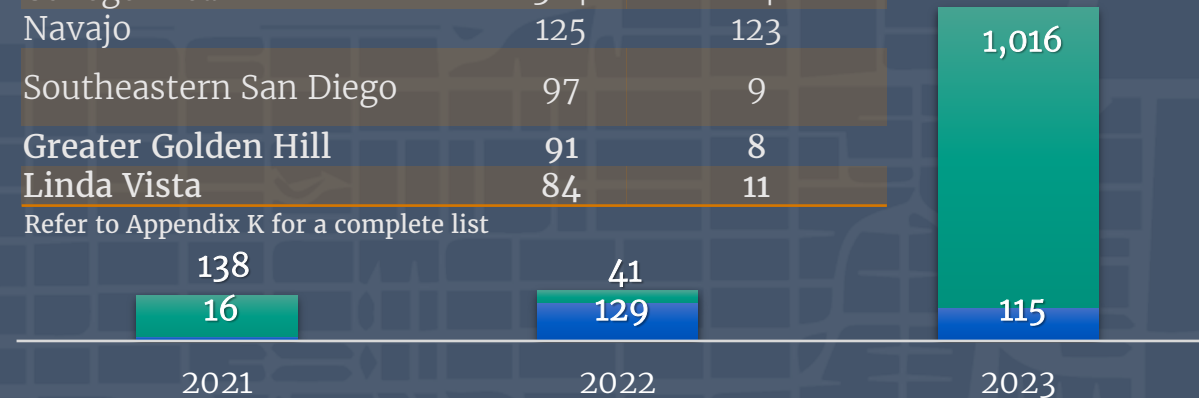 Navajo 125 123
1,016
Southeastern San Diego 97 9
Greater Golden Hill 91 8
Linda Vista 84 11
Refer to Appendix K for a complete list
138 41
16 129 115
2021 2022 2023